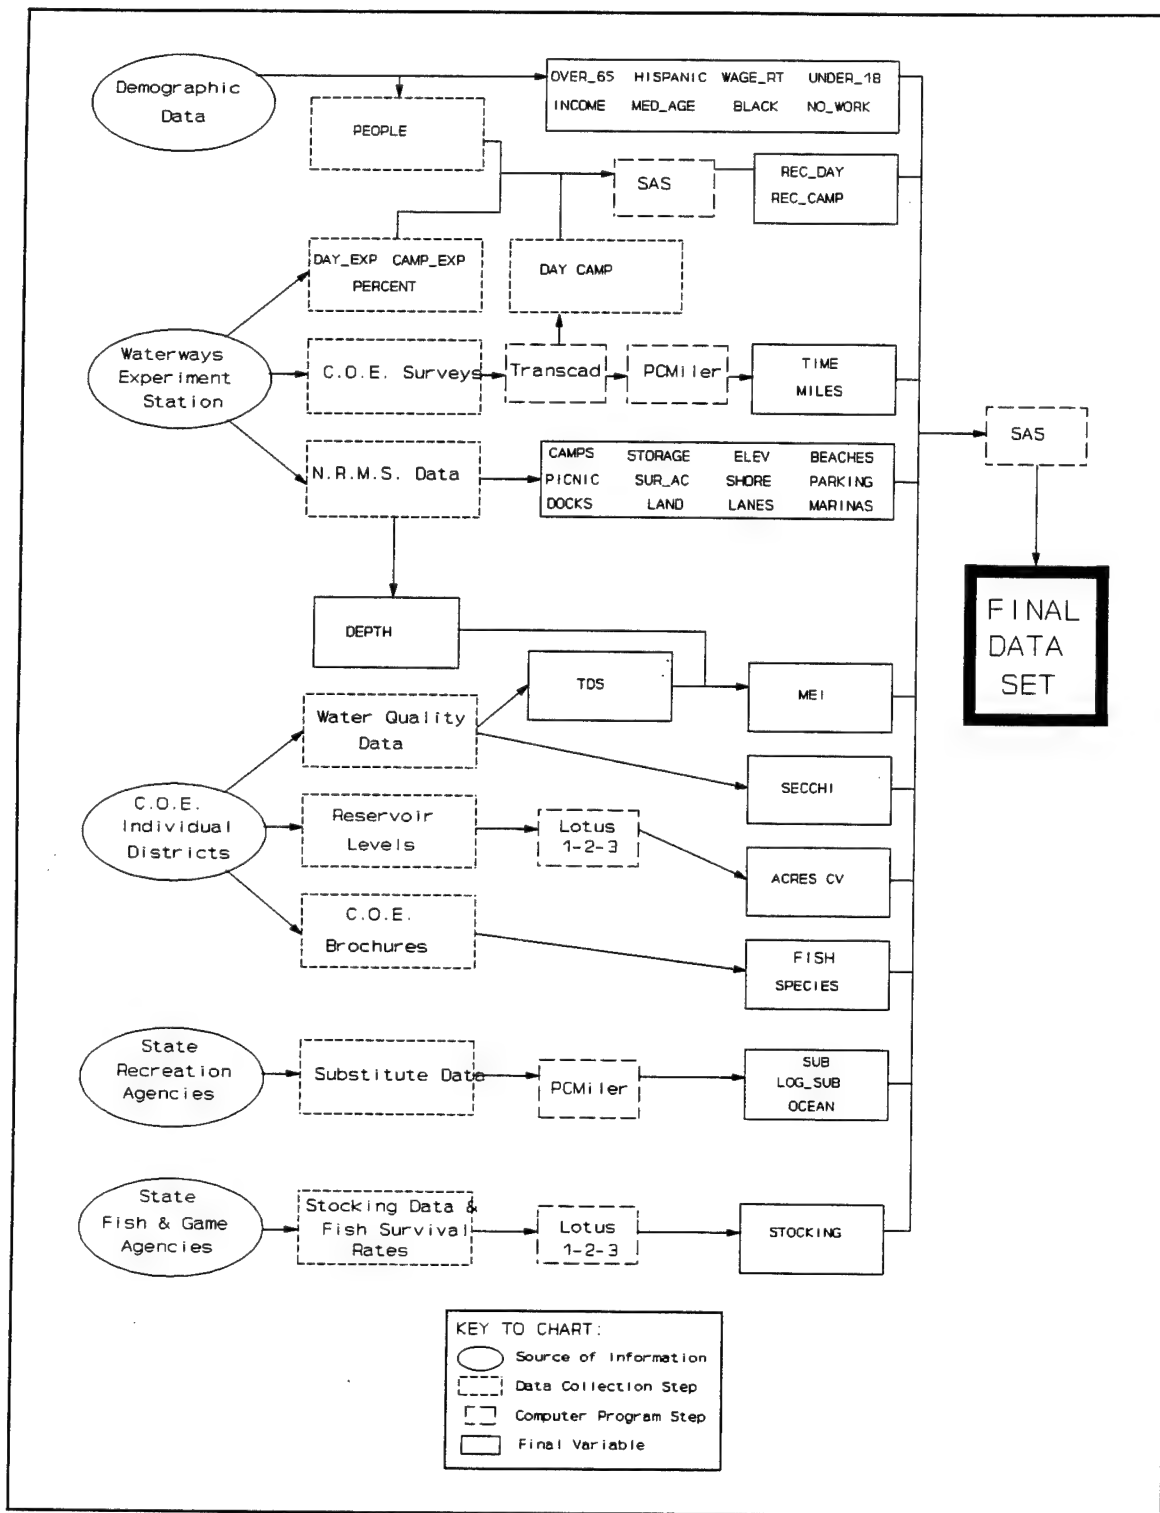 Demographic
Data
OVER_65 HISPANIC WAGE_RT UNDER_18
INCOME MED_AGE BLACK NO_WORK
PEOPLE
SAS
REC_DAY
REC_CAMP
DAY_EXP CAMP_EXP
PERCENT
DAY CAMP
Waterways
Experiment
Station
C.O.E. Surveys
Transcad
PCMiler
TIME
MILES
SAS
N.R.M.S. Data
CAMPS STORAGE ELEV BEACHES
PICNIC SUR_AC SHORE PARKING
DOCKS LAND LANES MARINAS
FINAL
DATA
SET
DEPTH
TDS
MEI
Water Quality
Data
SECCHI
C.O.E.
Individual
Districts
Reservoir
Levels
Lotus
1-2-3
ACRES CV
C.O.E.
Brochures
FISH
SPECIES
State
Recreation
Agencies
Substitute Data
PCMiler
SUB
LOG_SUB
OCEAN
State
Fish & Game
Agencies
Stocking Data &
Fish Survival
Rates
Lotus
1-2-3
STOCKING
KEY TO CHART:
Source of Information
Data Collection Step
Computer Program Step
Final Variable